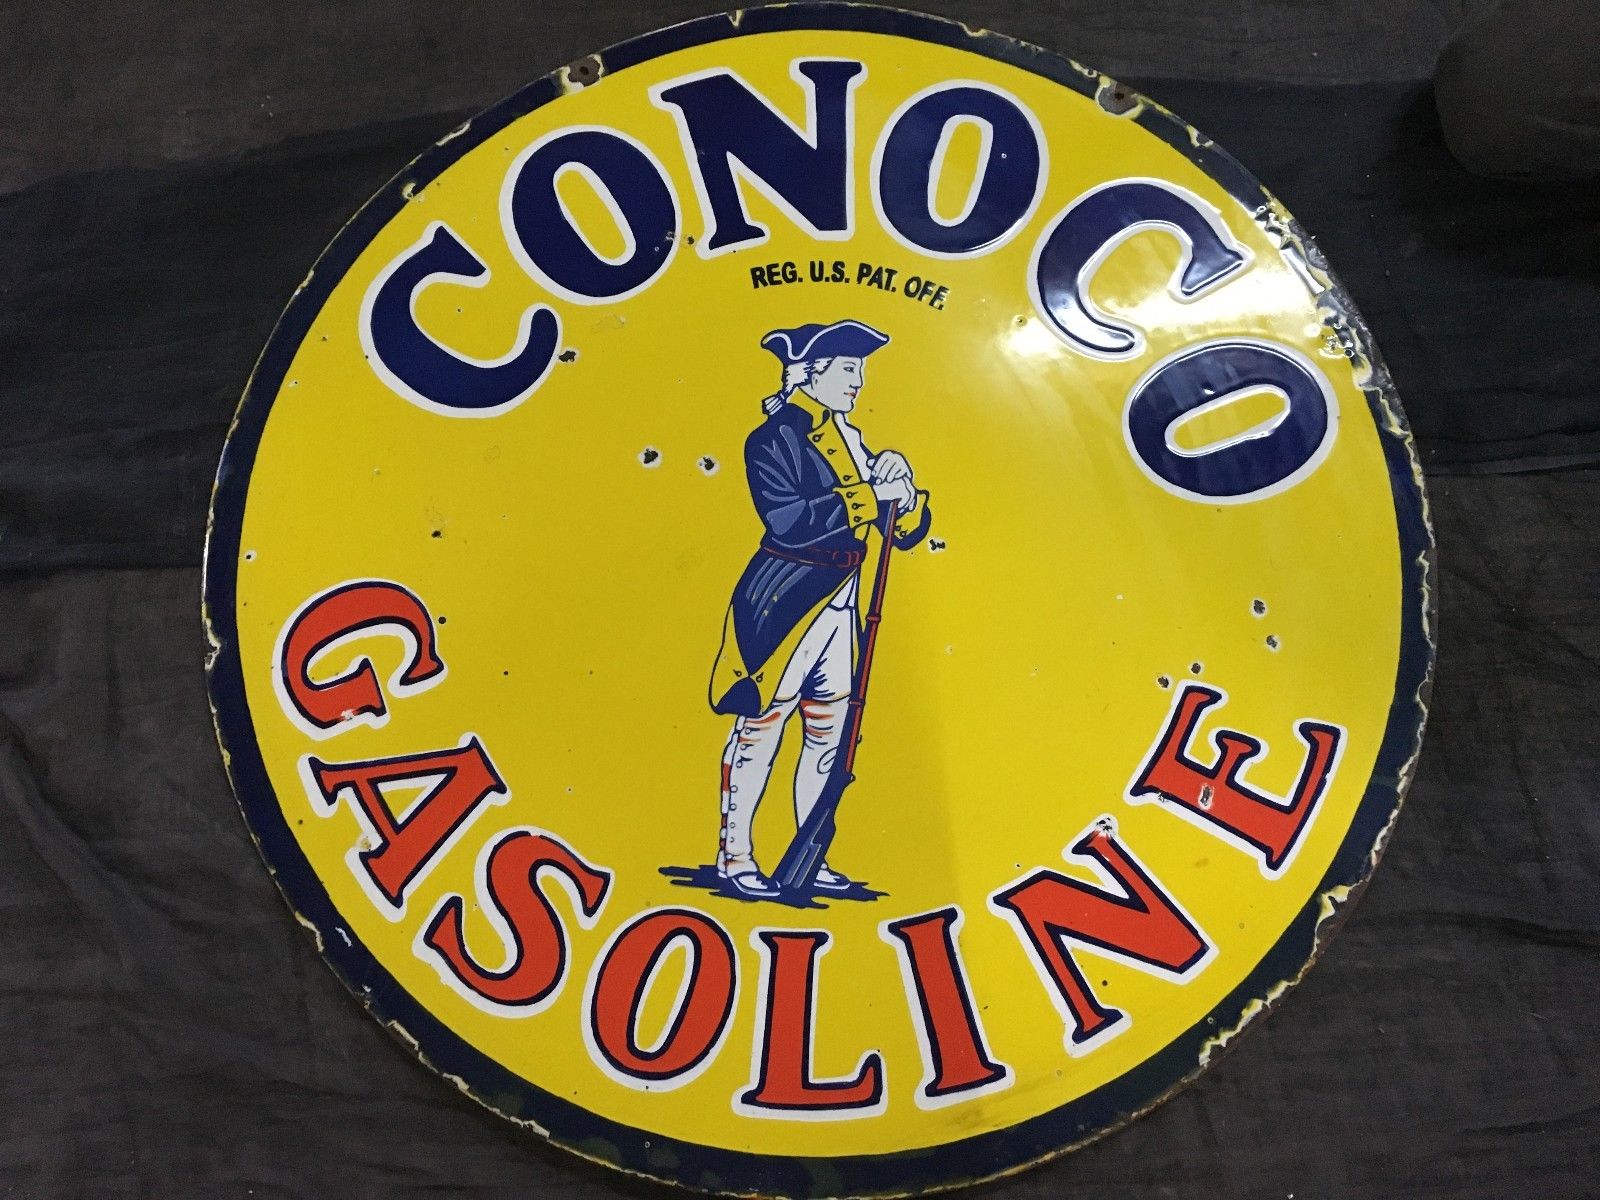 CONOCO
REG. U.S. PAT. OFF.
GASOLINE